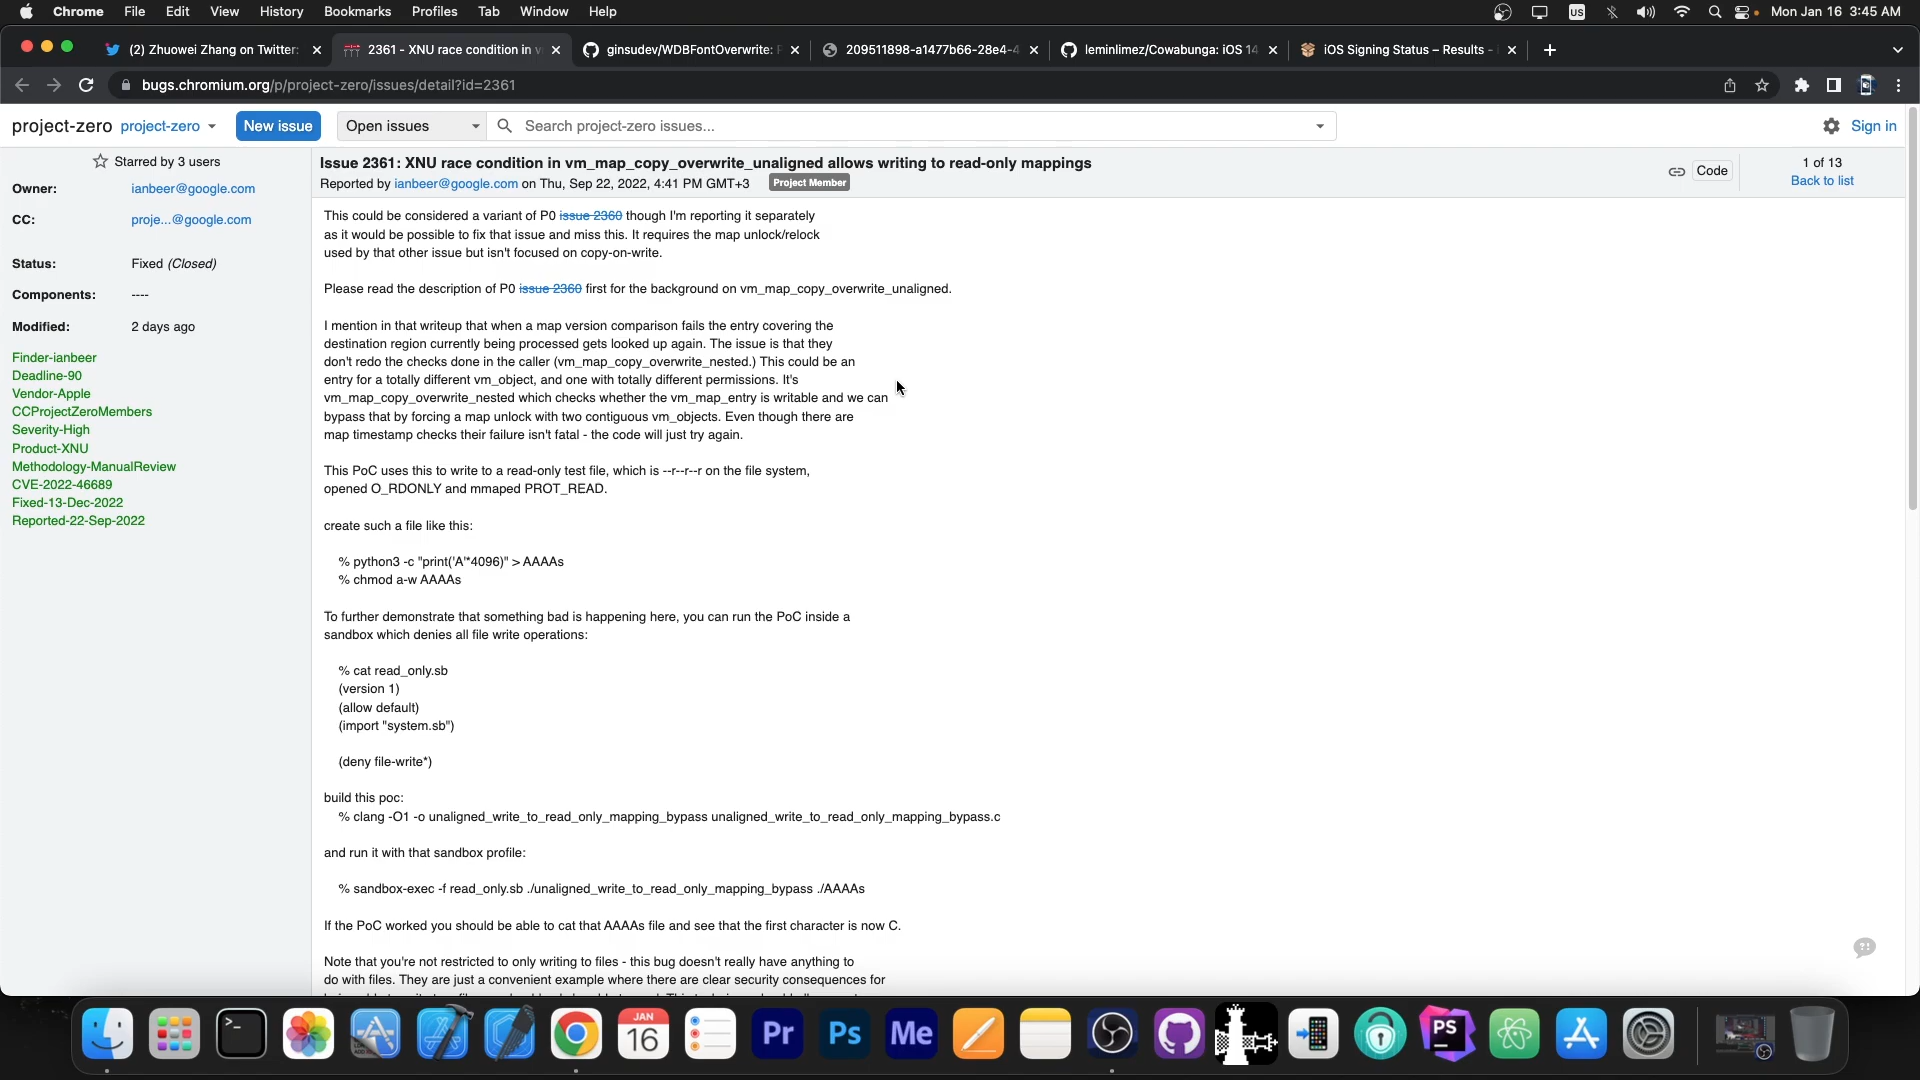 Chrome File Edit View History Bookmarks Profiles Tab Window Help US Mon Jan 16 3:45 AM
(2) Zhuowei Zhang on Twitter: 2361 - XNU race condition in v ginsudev/WDBFontOverwrite: F 209511898-a1477b66-28e4-4 leminlimez/Cowabunga: iOS 14 iOS Signing Status – Results -
bugs.chromium.org/p/project-zero/issues/detail?id=2361
project-zero project-zero New issue Open issues Search project-zero issues... Sign in
Starred by 3 users
Owner: ianbeer@google.com
CC: proje...@google.com
Status: Fixed (Closed)
Components: ----
Modified: 2 days ago
Finder-ianbeer
Deadline-90
Vendor-Apple
CCProjectZeroMembers
Severity-High
Product-XNU
Methodology-ManualReview
CVE-2022-46689
Fixed-13-Dec-2022
Reported-22-Sep-2022
Issue 2361: XNU race condition in vm_map_copy_overwrite_unaligned allows writing to read-only mappings
Reported by ianbeer@google.com on Thu, Sep 22, 2022, 4:41 PM GMT+3 Project Member
Code
1 of 13
Back to list
This could be considered a variant of P0 issue 2360 though I'm reporting it separately
as it would be possible to fix that issue and miss this. It requires the map unlock/relock
used by that other issue but isn't focused on copy-on-write.
Please read the description of P0 issue 2360 first for the background on vm_map_copy_overwrite_unaligned.
I mention in that writeup that when a map version comparison fails the entry covering the
destination region currently being processed gets looked up again. The issue is that they
don't redo the checks done in the caller (vm_map_copy_overwrite_nested.) This could be an
entry for a totally different vm_object, and one with totally different permissions. It's
vm_map_copy_overwrite_nested which checks whether the vm_map_entry is writable and we can
bypass that by forcing a map unlock with two contiguous vm_objects. Even though there are
map timestamp checks their failure isn't fatal - the code will just try again.
This PoC uses this to write to a read-only test file, which is --r--r--r on the file system,
opened O_RDONLY and mmaped PROT_READ.
create such a file like this:
% python3 -c "print('A'*4096)" > AAAAs
% chmod a-w AAAAs
To further demonstrate that something bad is happening here, you can run the PoC inside a
sandbox which denies all file write operations:
% cat read_only.sb
(version 1)
(allow default)
(import "system.sb")
(deny file-write*)
build this poc:
% clang -O1 -o unaligned_write_to_read_only_mapping_bypass unaligned_write_to_read_only_mapping_bypass.c
and run it with that sandbox profile:
% sandbox-exec -f read_only.sb ./unaligned_write_to_read_only_mapping_bypass ./AAAAs
If the PoC worked you should be able to cat that AAAAs file and see that the first character is now C.
Note that you're not restricted to only writing to files - this bug doesn't really have anything to
do with files. They are just a convenient example where there are clear security consequences for
JAN
16
Pr
Ps
Me
PS